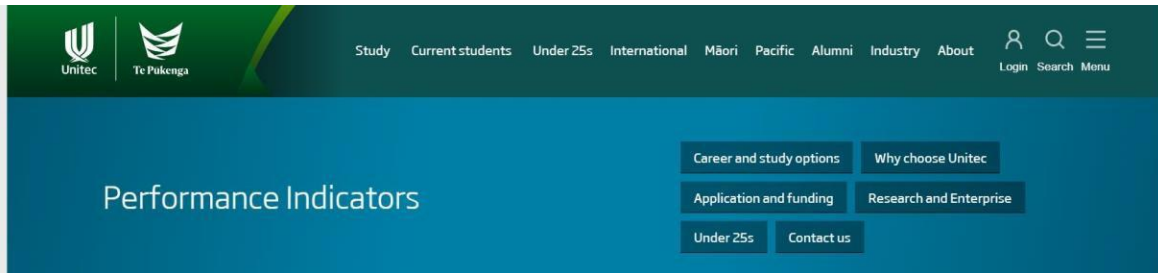 Unitec
Te Pūkenga
Study Current students Under 25s International Māori Pacific Alumni Industry About
Login Search Menu
Performance Indicators
Career and study options Why choose Unitec
Application and funding Research and Enterprise
Under 25s Contact us